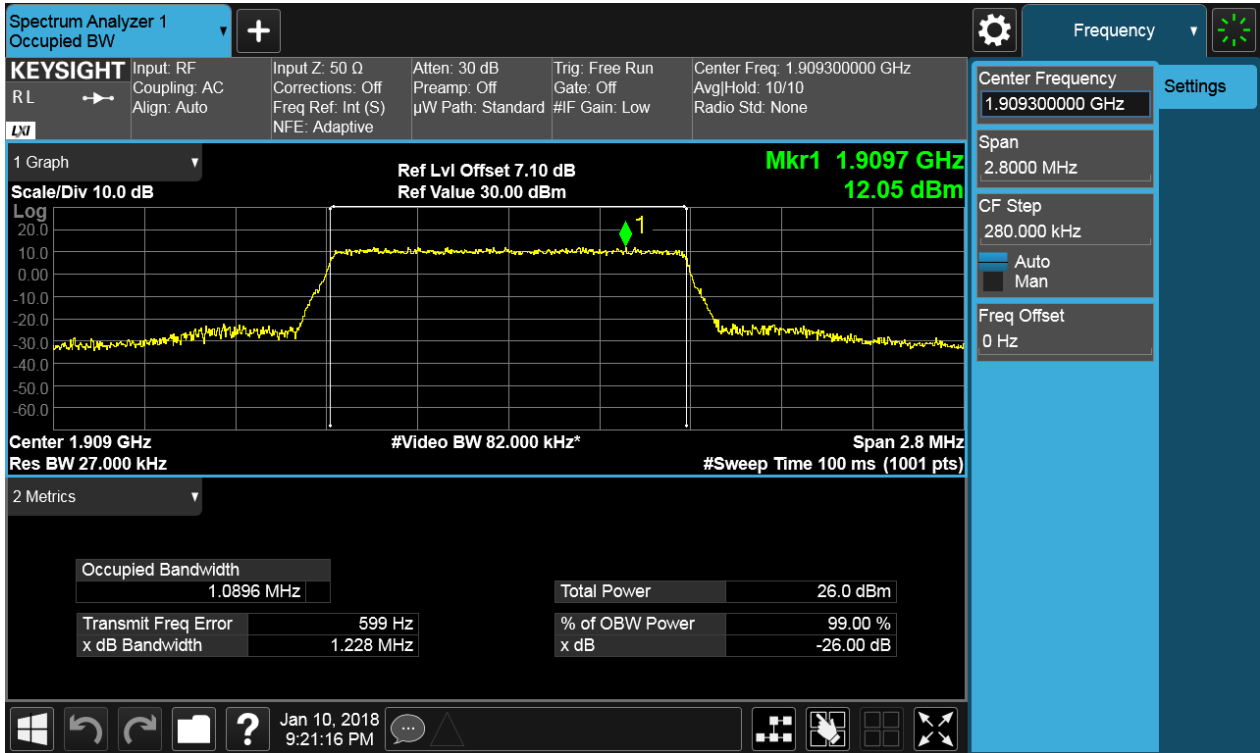 Spectrum Analyzer 1
Occupied BW
+
Frequency
KEYSIGHT
RL
LXI
Input: RF
Coupling: AC
Align: Auto
Input Z: 50 Ω
Corrections: Off
Freq Ref: Int (S)
NFE: Adaptive
Atten: 30 dB
Preamp: Off
µW Path: Standard
Trig: Free Run
Gate: Off
#IF Gain: Low
Center Freq: 1.909300000 GHz
Avg|Hold: 10/10
Radio Std: None
Center Frequency
1.909300000 GHz
Settings
Span
2.8000 MHz
CF Step
280.000 kHz
Auto
Man
Freq Offset
0 Hz
1 Graph
Scale/Div 10.0 dB
Ref Lvl Offset 7.10 dB
Ref Value 30.00 dBm
Mkr1 1.9097 GHz
12.05 dBm
Log
1
20.0
10.0
0.00
-10.0
-20.0
-30.0
-40.0
-50.0
-60.0
Center 1.909 GHz
#Video BW 82.000 kHz*
Span 2.8 MHz
Res BW 27.000 kHz
#Sweep Time 100 ms (1001 pts)
2 Metrics
Occupied Bandwidth
1.0896 MHz
Total Power 26.0 dBm
Transmit Freq Error 599 Hz
% of OBW Power 99.00 %
x dB Bandwidth 1.228 MHz
x dB -26.00 dB
?
Jan 10, 2018
9:21:16 PM